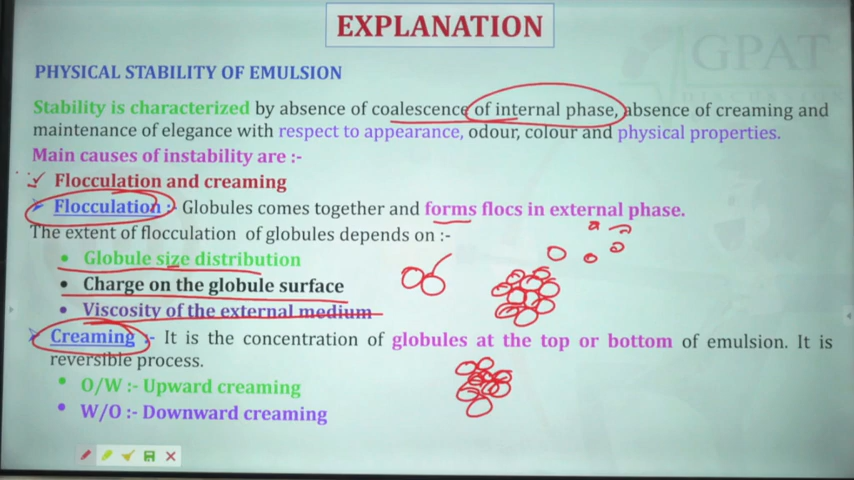 EXPLANATION
GPAT
PHYSICAL STABILITY OF EMULSION
Stability is characterized by absence of coalescence of internal phase, absence of creaming and
maintenance of elegance with respect to appearance, odour, colour and physical properties.
Main causes of instability are :-
Flocculation and creaming
Flocculation :- Globules comes together and forms flocs in external phase.
The extent of flocculation of globules depends on :-
• Globule size distribution
• Charge on the globule surface
• Viscosity of the external medium
Creaming :- It is the concentration of globules at the top or bottom of emulsion. It is
reversible process.
• O/W :- Upward creaming
• W/O :- Downward creaming